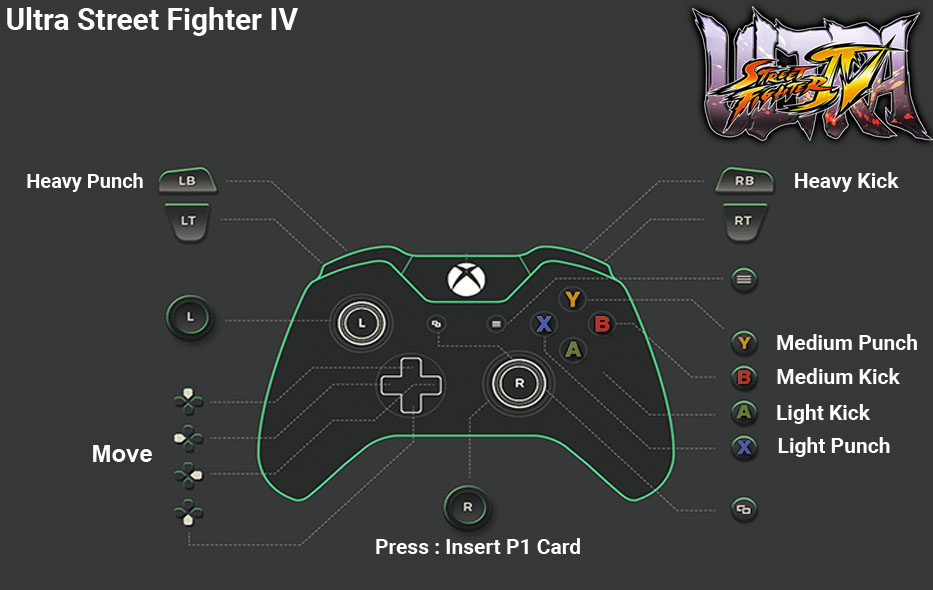 Ultra Street Fighter IV
ULTRA
STREET
FIGHTER IV
Heavy Punch LB
RB Heavy Kick
LT
RT
L
L
Y
X B
A
R
Y Medium Punch
B Medium Kick
A Light Kick
X Light Punch
Move
R
Press : Insert P1 Card